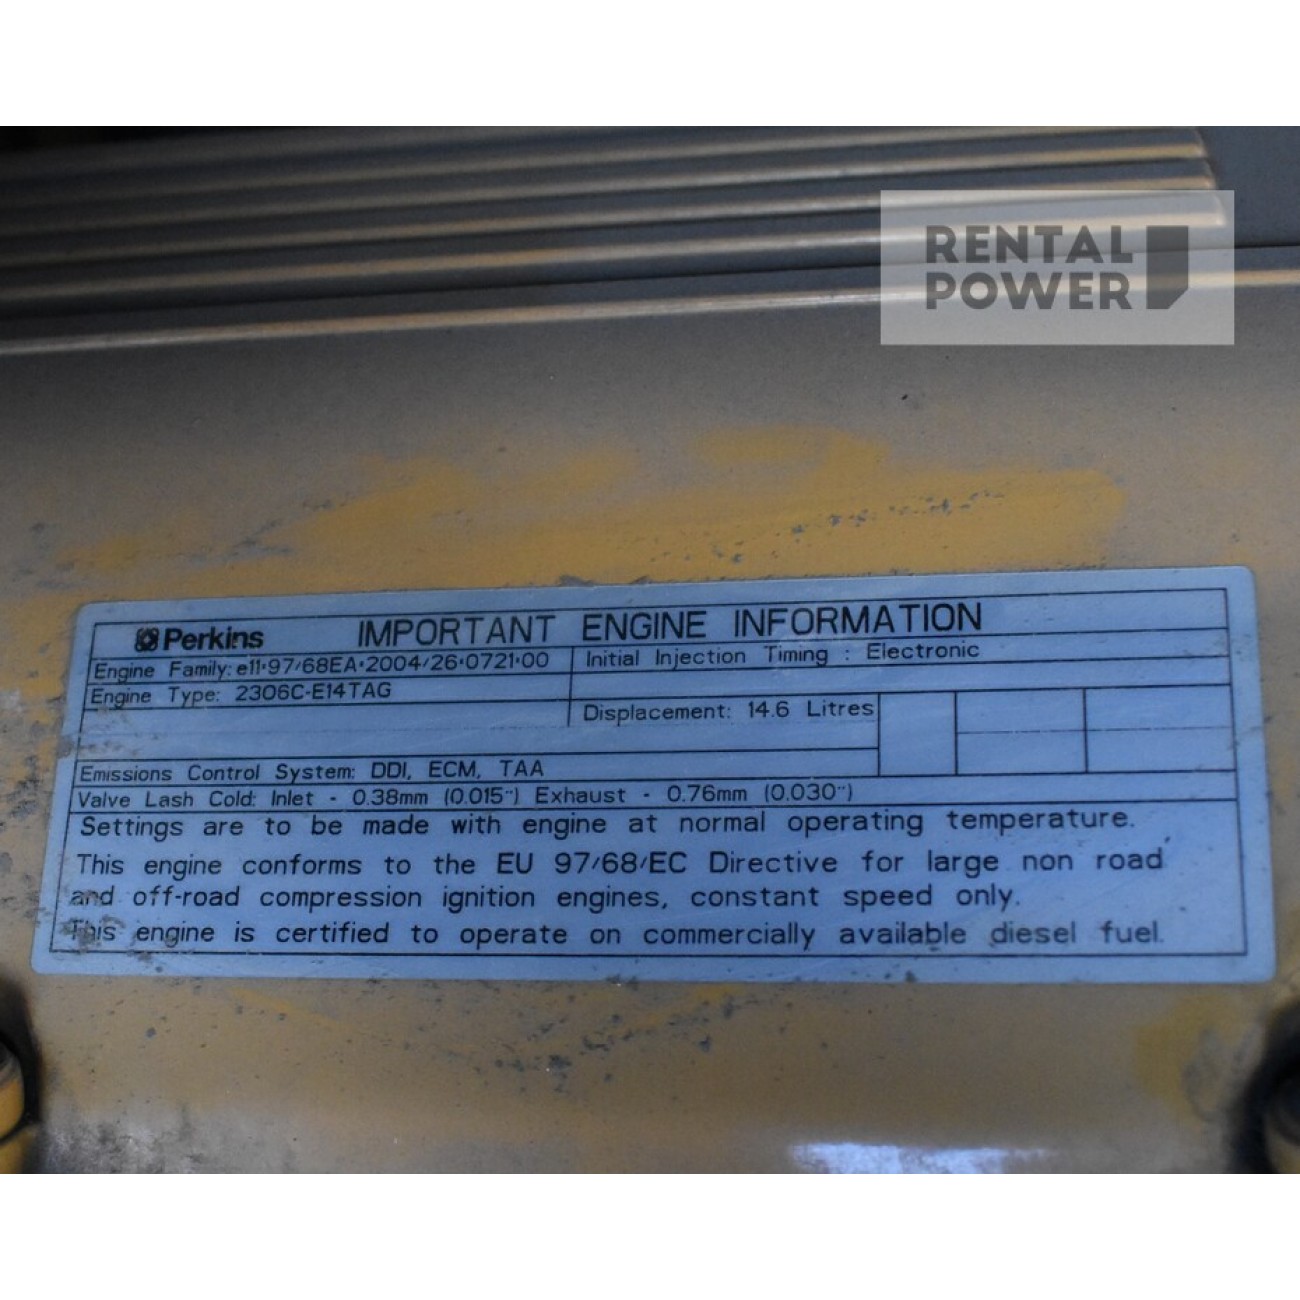 RENTAL
POWER
Perkins IMPORTANT ENGINE INFORMATION
Engine Family: e11•97/68EA•2004/26•0721•00 Initial Injection Timing : Electronic
Engine Type: 2306C-E14TAG
Displacement: 14.6 Litres
Emissions Control System: DDI, ECM, TAA
Valve Lash Cold: Inlet - 0.38mm (0.015") Exhaust - 0.76mm (0.030")
Settings are to be made with engine at normal operating temperature.
This engine conforms to the EU 97/68/EC Directive for large non road
and off-road compression ignition engines, constant speed only.
This engine is certified to operate on commercially available diesel fuel.